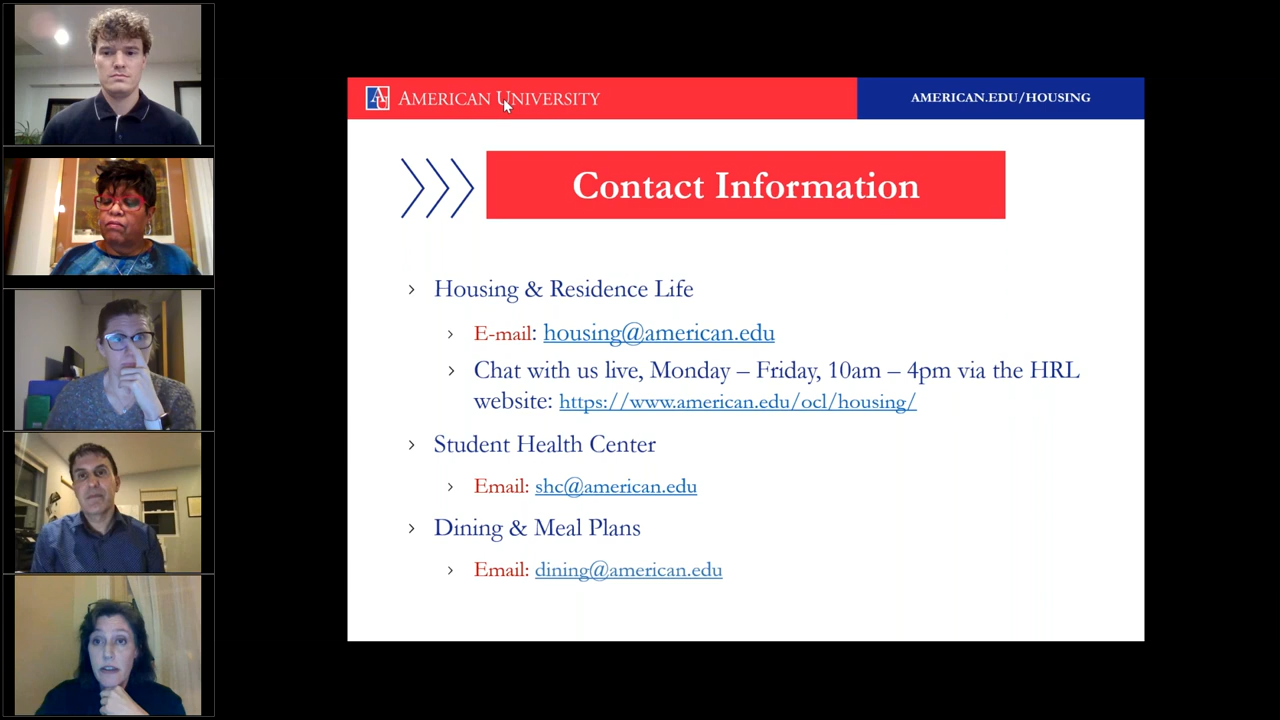 AU AMERICAN UNIVERSITY
AMERICAN.EDU/HOUSING
Contact Information
Housing & Residence Life
E-mail: housing@american.edu
Chat with us live, Monday – Friday, 10am – 4pm via the HRL
website: https://www.american.edu/ocl/housing/
Student Health Center
Email: shc@american.edu
Dining & Meal Plans
Email: dining@american.edu